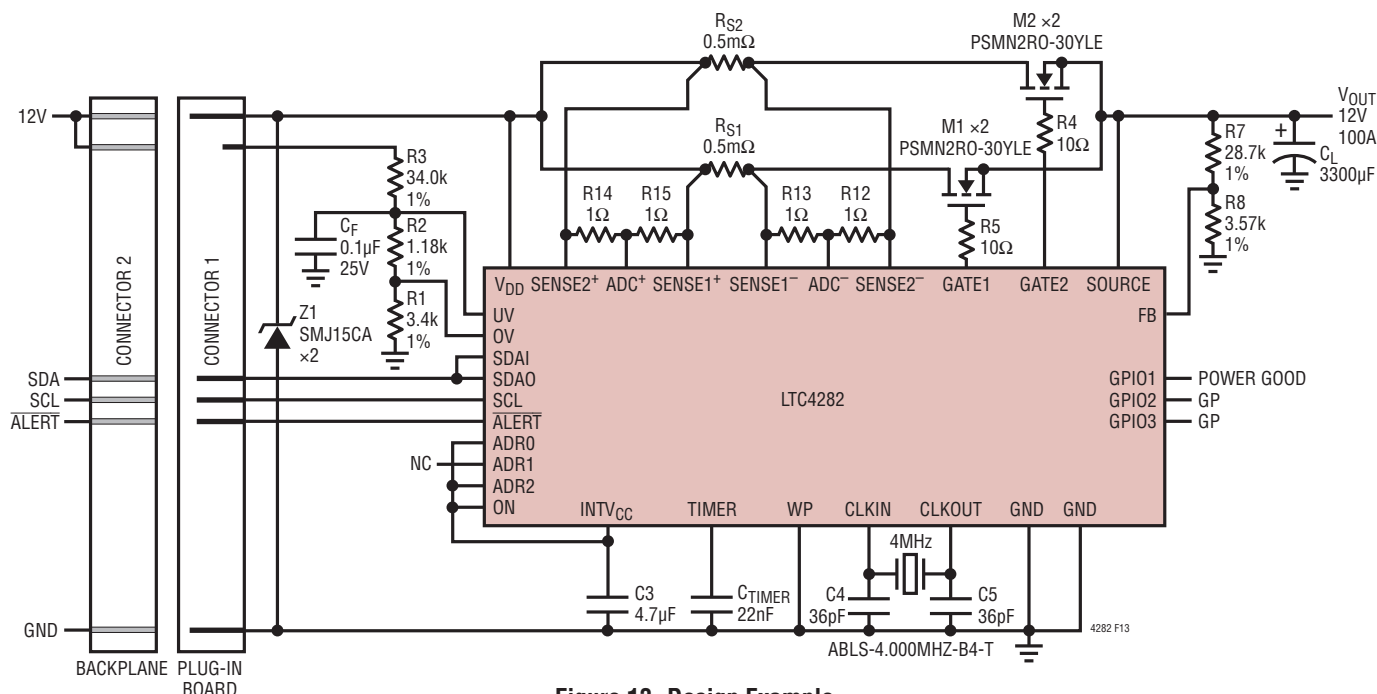 RS2
0.5mΩ
M2 ×2
PSMN2RO-30YLE
12V
RS1
0.5mΩ
M1 ×2
PSMN2RO-30YLE
R4
10Ω
VOUT
12V
100A
R7
28.7k
1%
+
CL
3300µF
R3
34.0k
1%
R14
1Ω
R15
1Ω
R13
1Ω
R12
1Ω
R5
10Ω
R8
3.57k
1%
CF
0.1µF
25V
R2
1.18k
1%
CONNECTOR 2
CONNECTOR 1
Z1
SMJ15CA
×2
R1
3.4k
1%
VDD
SENSE2+
ADC+
SENSE1+
SENSE1–
ADC–
SENSE2–
GATE1
GATE2
SOURCE
UV
OV
SDAI
SDAO
SCL
ALERT
ADR0
ADR1
ADR2
ON
FB
GPIO1
GPIO2
GPIO3
POWER GOOD
GP
GP
LTC4282
SDA
SCL
ALERT
NC
INTVCC
TIMER
WP
CLKIN
CLKOUT
GND
GND
4MHz
C3
4.7µF
CTIMER
22nF
C4
36pF
C5
36pF
ABLS-4.000MHZ-B4-T
4282 F13
GND
BACKPLANE
PLUG-IN
BOARD